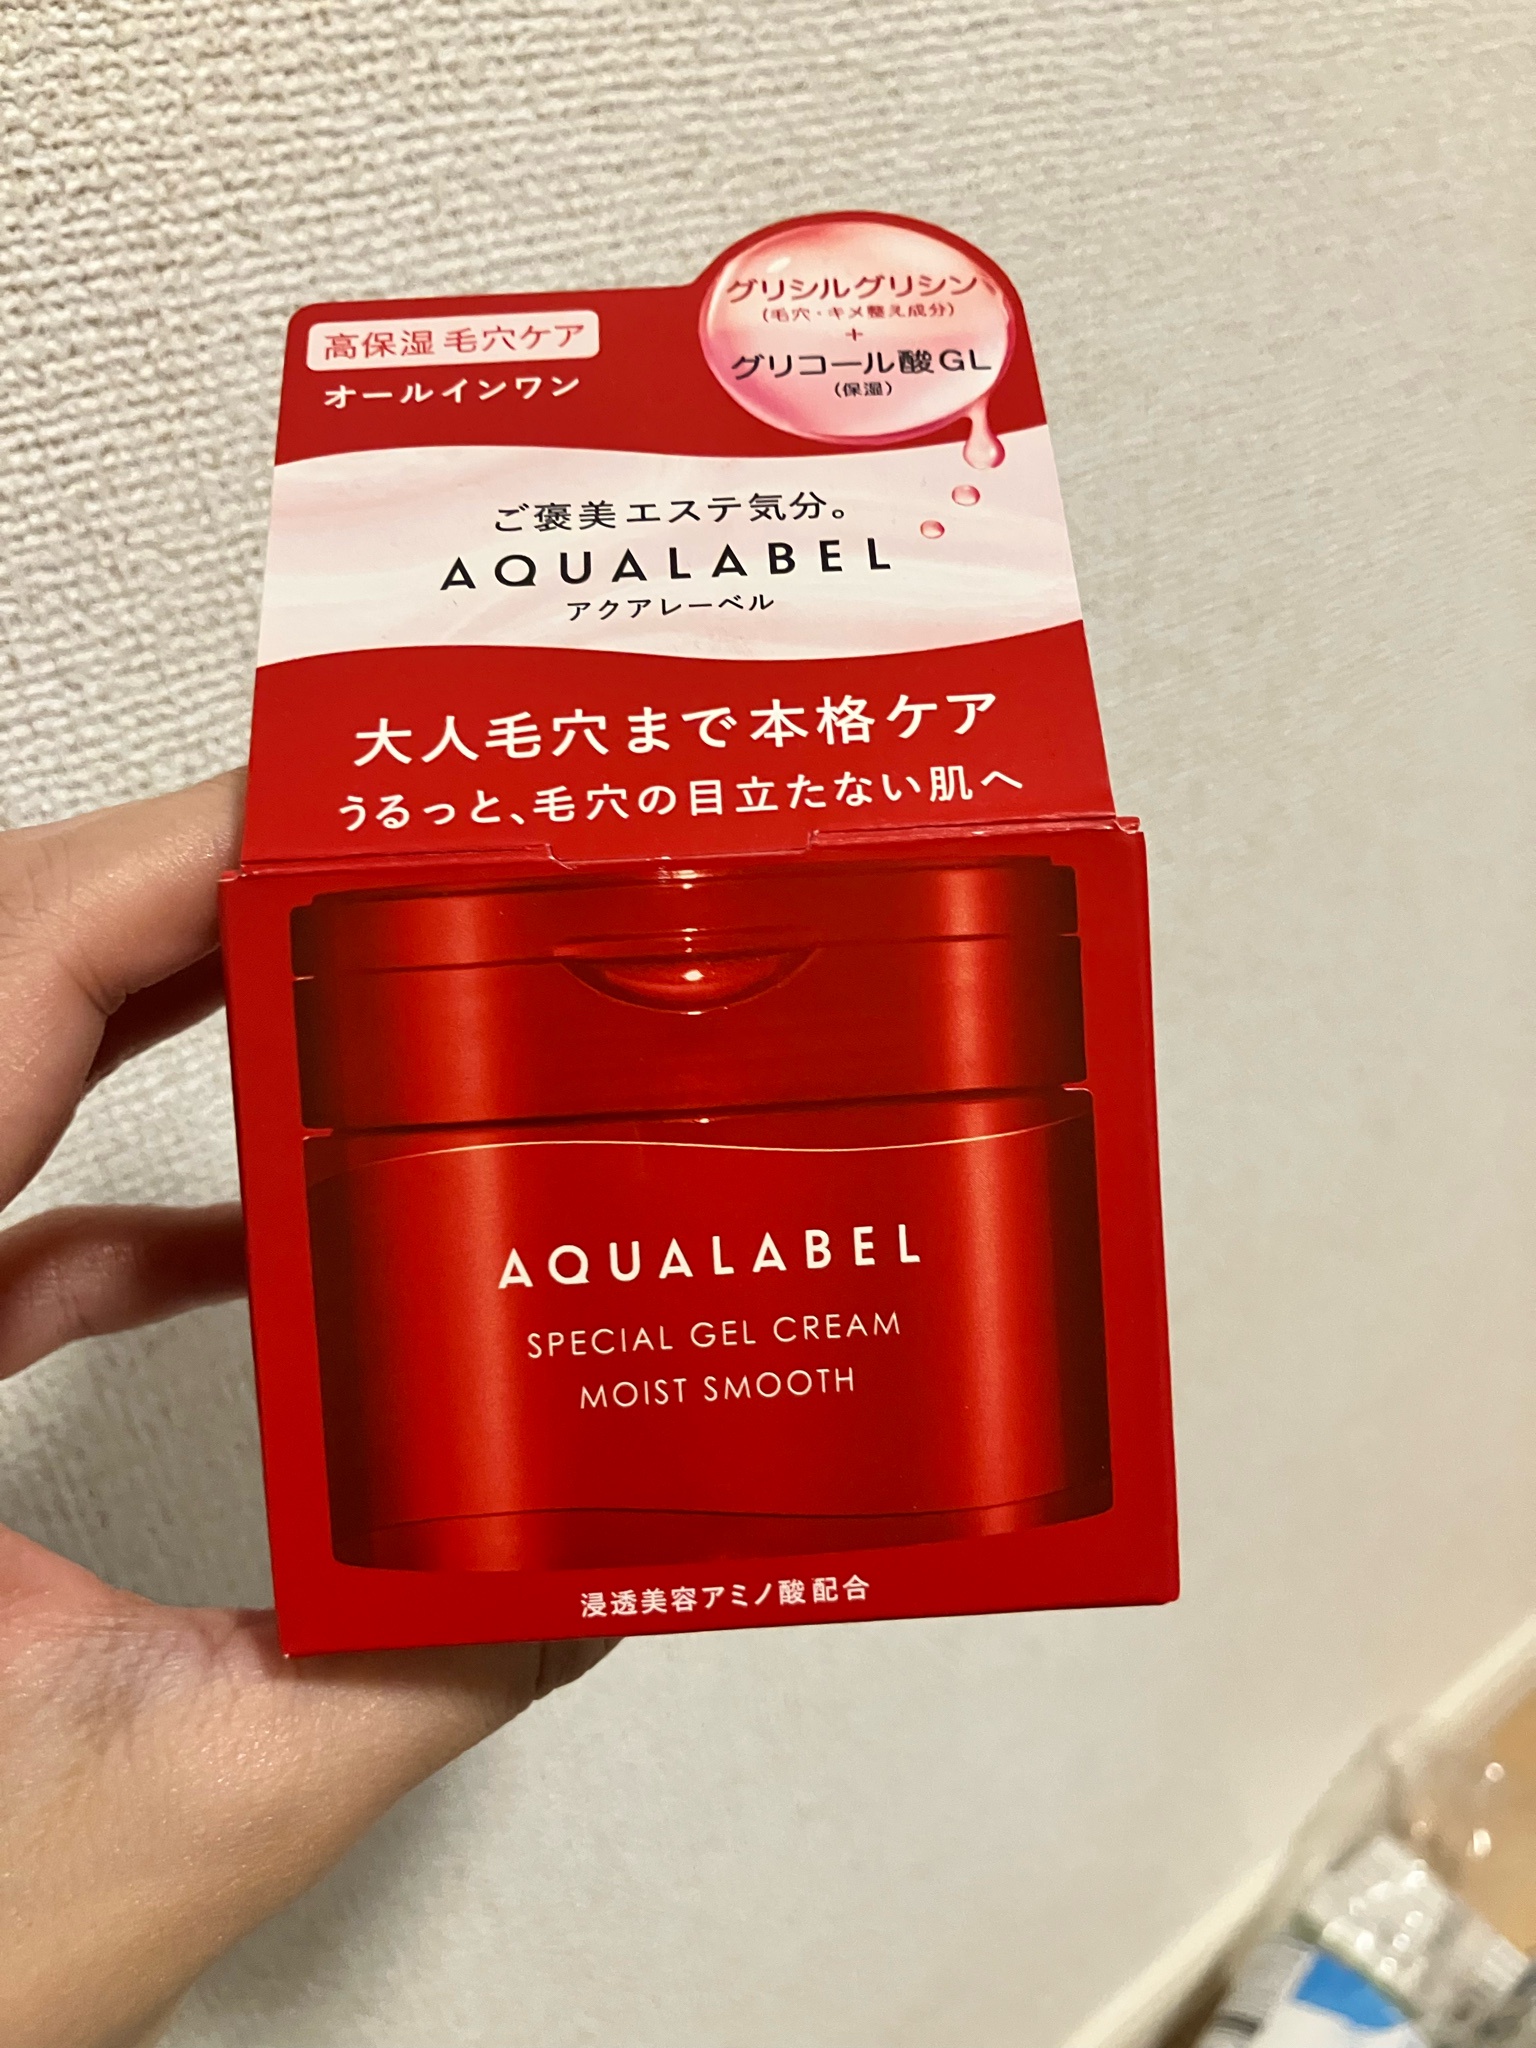 高保湿 毛穴ケア
オールインワン
グリシルグリシン
(毛穴・キメ整え成分)
+
グリコール酸GL
(保湿)
ご褒美エステ気分。
AQUALABEL
アクアレーベル
大人毛穴まで本格ケア
うるっと、毛穴の目立たない肌へ
AQUALABEL
SPECIAL GEL CREAM
MOIST SMOOTH
浸透美容アミノ酸配合